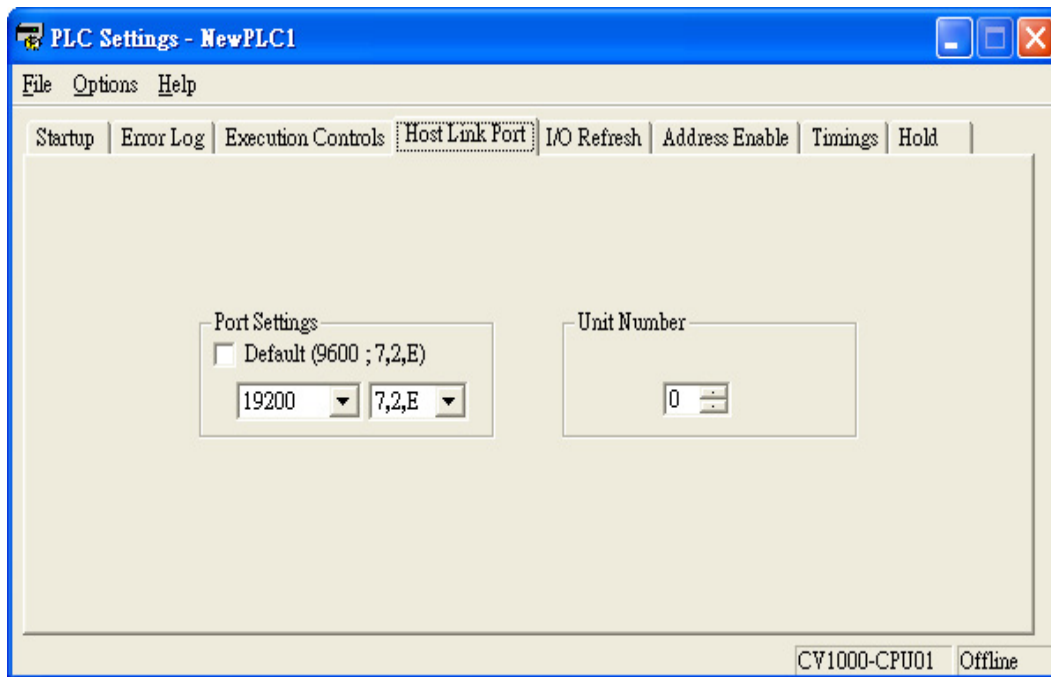 PLC Settings - NewPLC1
File Options Help
Startup Error Log Execution Controls Host Link Port I/O Refresh Address Enable Timings Hold
Port Settings
Default (9600 ; 7,2,E)
19200 7,2,E
Unit Number
0
CV1000-CPU01 Offline